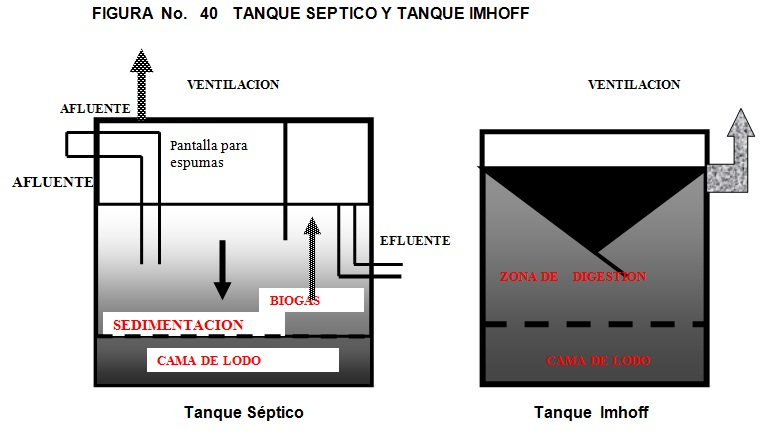 FIGURA No. 40 TANQUE SEPTICO Y TANQUE IMHOFF
VENTILACION
AFLUENTE
Pantalla para
espumas
AFLUENTE
EFLUENTE
BIOGAS
SEDIMENTACION
CAMA DE LODO
Tanque Séptico
VENTILACION
ZONA DE DIGESTION
CAMA DE LODO
Tanque Imhoff